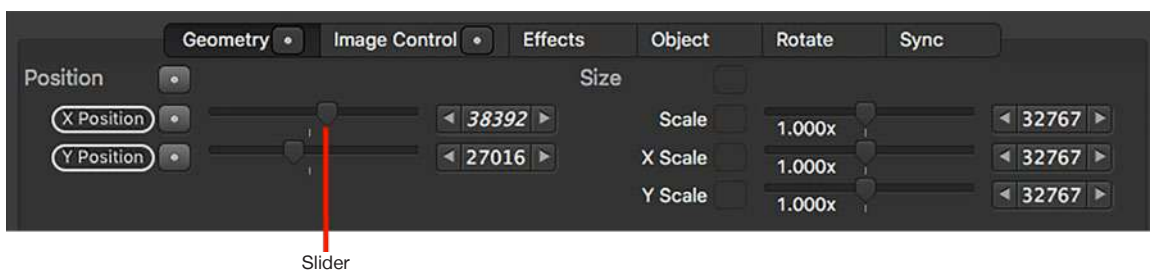 Geometry Image Control Effects Object Rotate Sync
Position Size
X Position 38392 Scale 1.000x 32767
Y Position 27016 X Scale 1.000x 32767
Y Scale 1.000x 32767
Slider